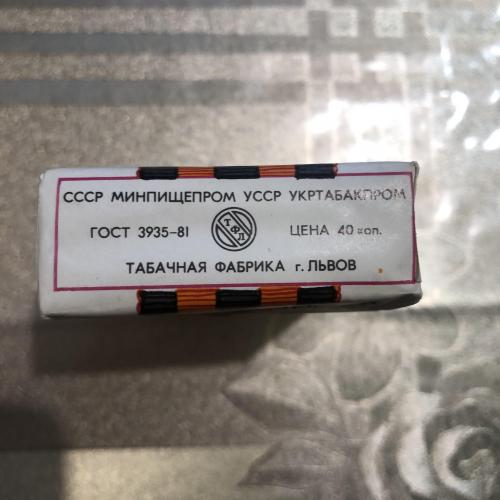 СССР МИНПИЩЕПРОМ УССР УКРТАБАКПРОМ
ГОСТ 3935-81 ТФЛ ЦЕНА 40 коп.
ТАБАЧНАЯ ФАБРИКА г. ЛЬВОВ